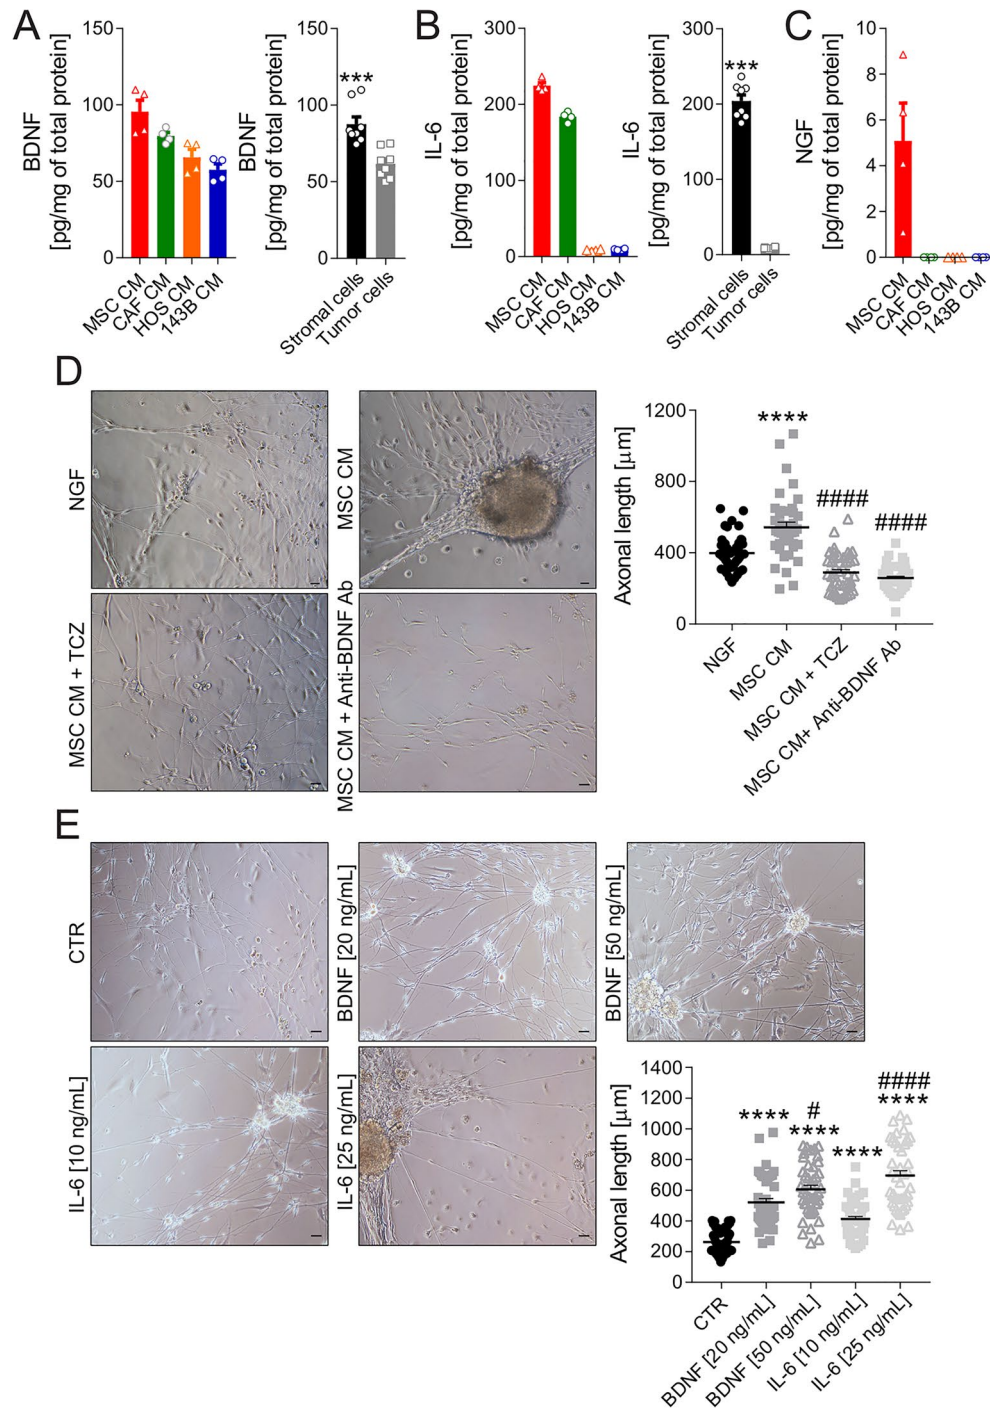 A
BDNF
[pg/mg of total protein]
150
100
50
0
MSC CM
CAF CM
HOS CM
143B CM
BDNF
[pg/mg of total protein]
150
100
50
0
***
Stromal cells
Tumor cells
B
IL-6
[pg/mg of total protein]
300
200
100
0
MSC CM
CAF CM
HOS CM
143B CM
IL-6
[pg/mg of total protein]
300
200
100
0
***
Stromal cells
Tumor cells
C
NGF
[pg/mg of total protein]
10
8
6
4
2
0
MSC CM
CAF CM
HOS CM
143B CM
D
NGF
MSC CM
MSC CM + TCZ
MSC CM + Anti-BDNF Ab
Axonal length [µm]
1200
800
400
0
****
####
####
NGF
MSC CM
MSC CM + TCZ
MSC CM+ Anti-BDNF Ab
E
CTR
BDNF [20 ng/mL]
BDNF [50 ng/mL]
IL-6 [10 ng/mL]
IL-6 [25 ng/mL]
Axonal length [µm]
1400
1200
1000
800
600
400
200
0
****
#
****
****
####
****
CTR
BDNF [20 ng/mL]
BDNF [50 ng/mL]
IL-6 [10 ng/mL]
IL-6 [25 ng/mL]